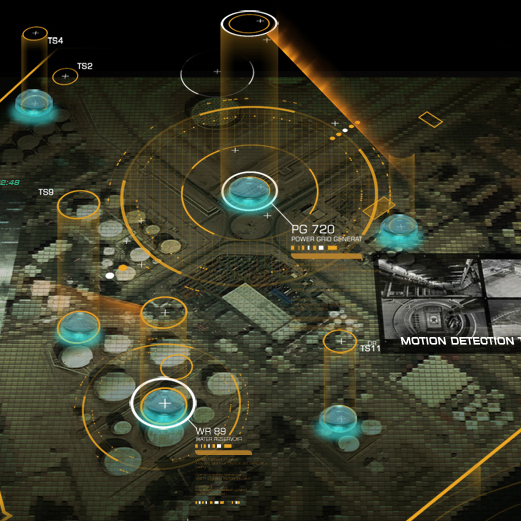 TS4
TS2
2:48
TS9
PG 720
POWER GRID GENERAT
TS11
MOTION DETECTION
WR 89
WATER RESERVOIR